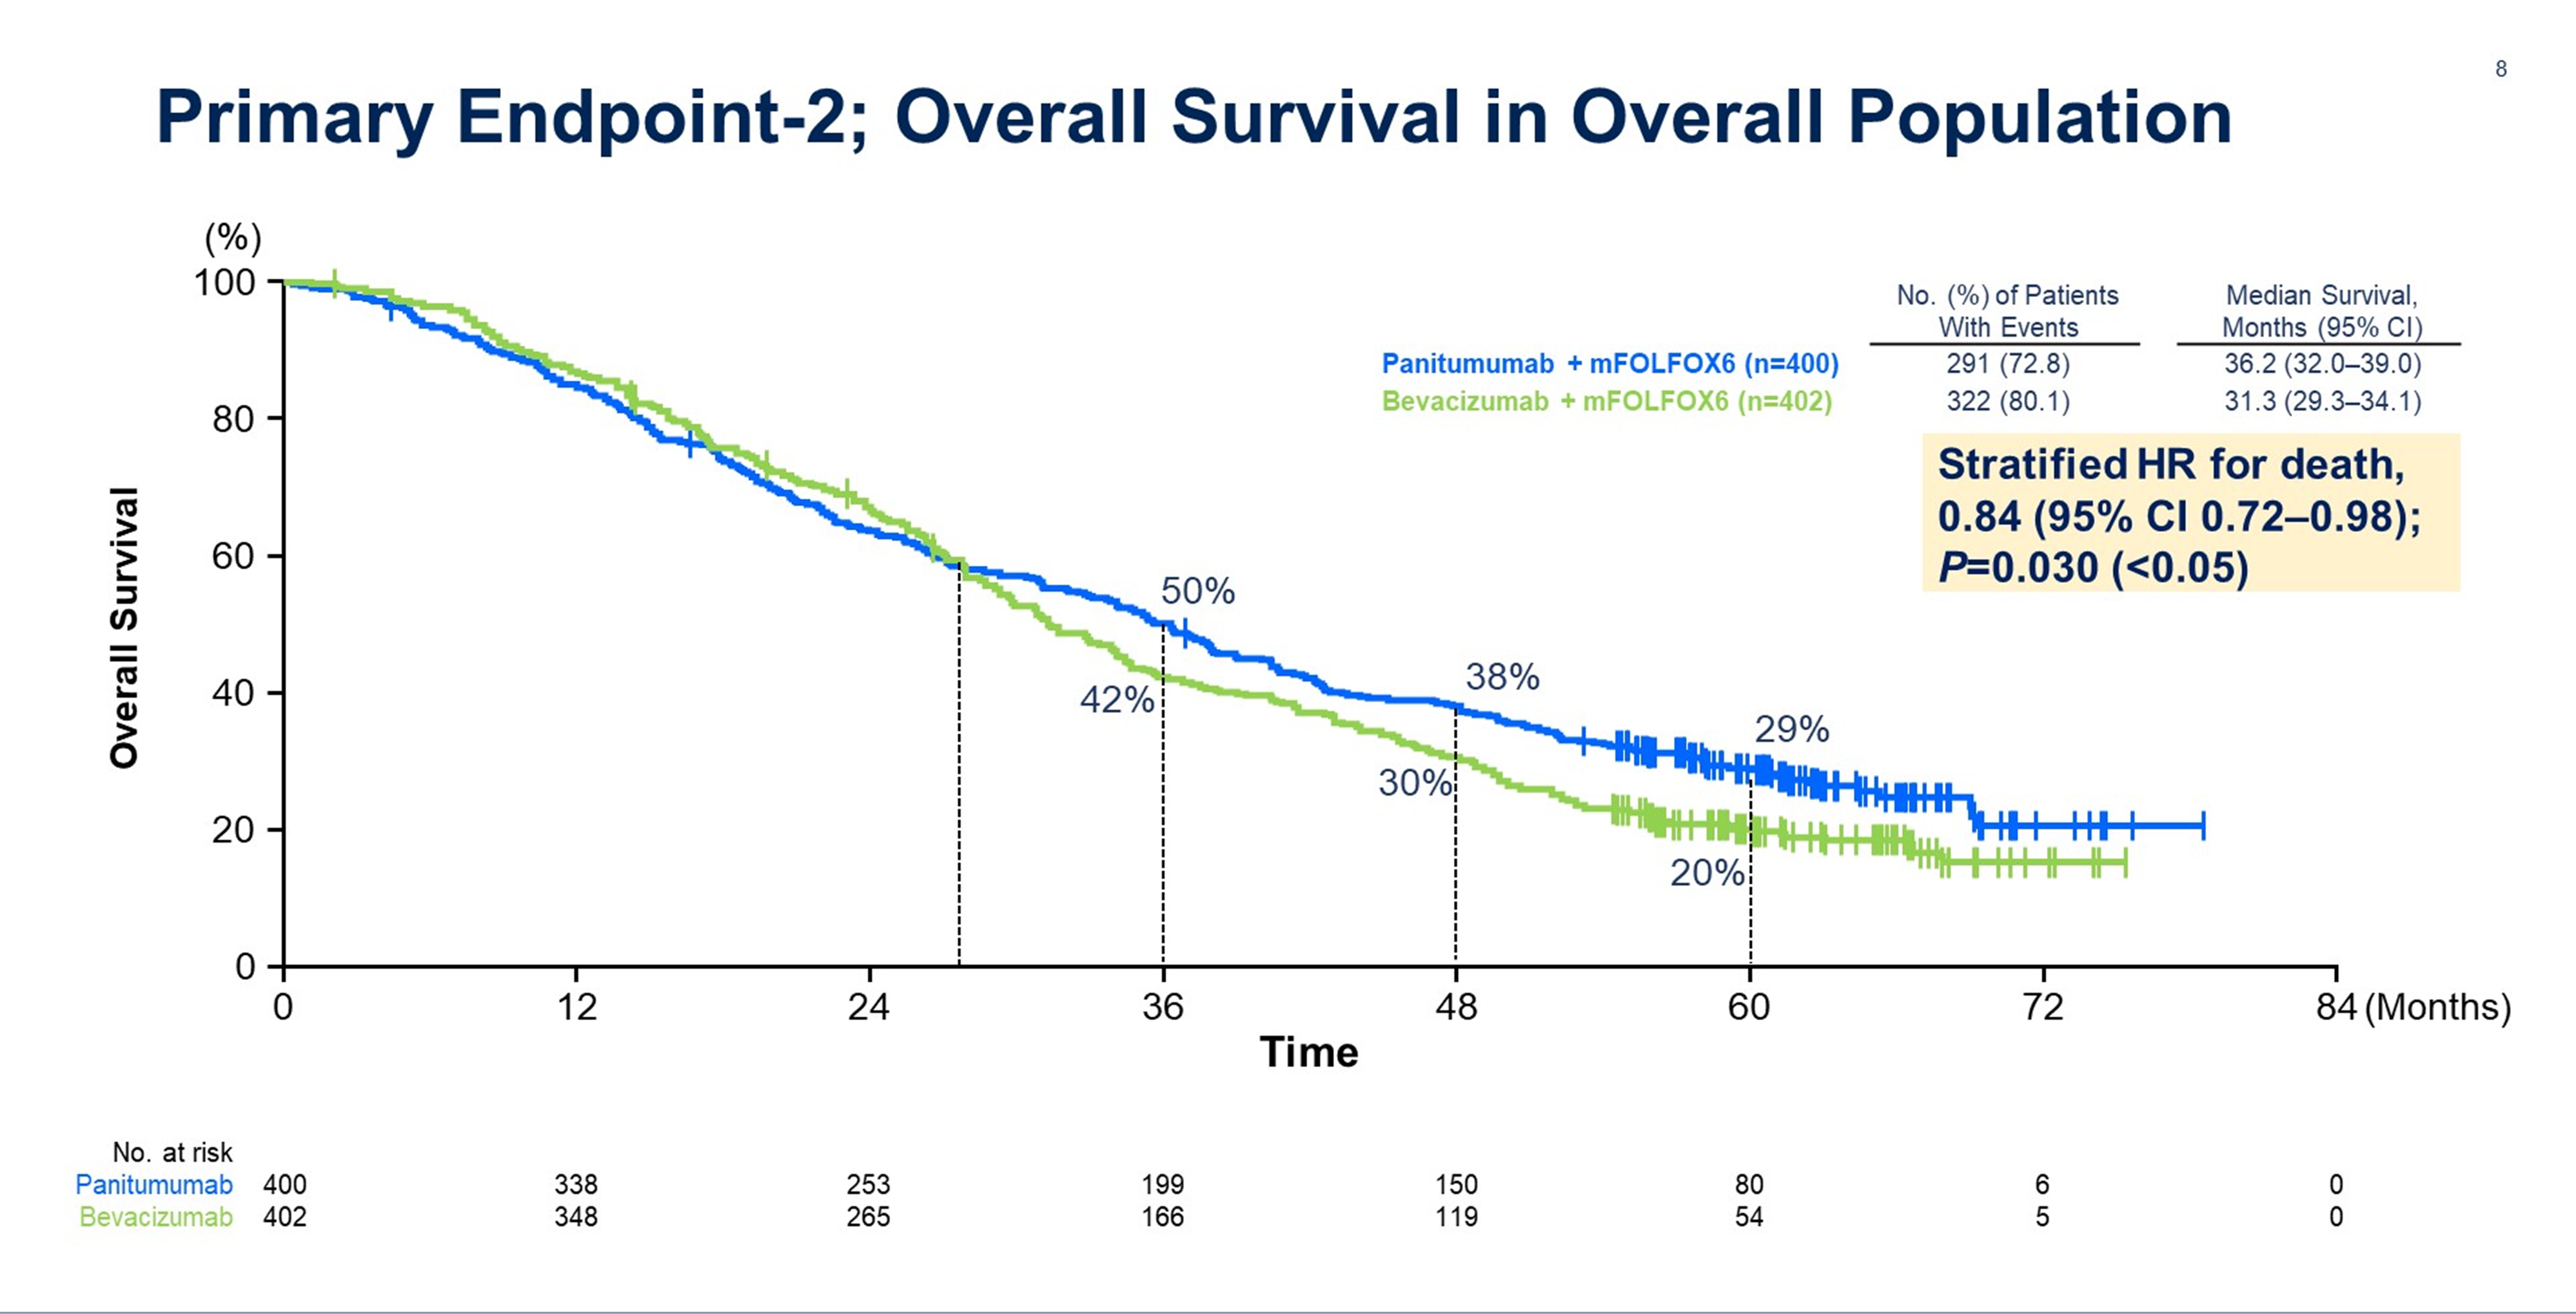 8
Primary Endpoint-2; Overall Survival in Overall Population
(%)
100
80
60
40
20
0
Overall Survival
No. (%) of Patients
With Events
Median Survival,
Months (95% CI)
Panitumumab + mFOLFOX6 (n=400) 291 (72.8) 36.2 (32.0–39.0)
Bevacizumab + mFOLFOX6 (n=402) 322 (80.1) 31.3 (29.3–34.1)
Stratified HR for death,
0.84 (95% CI 0.72–0.98);
P=0.030 (<0.05)
50%
42%
38%
30%
29%
20%
0 12 24 36 48 60 72 84 (Months)
Time
No. at risk
Panitumumab 400 338 253 199 150 80 6 0
Bevacizumab 402 348 265 166 119 54 5 0